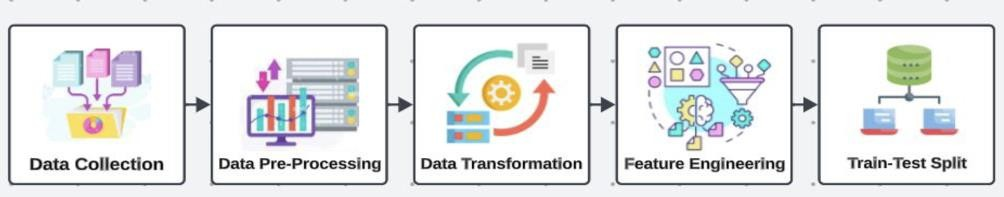 Data Collection
Data Pre-Processing
Data Transformation
Feature Engineering
Train-Test Split